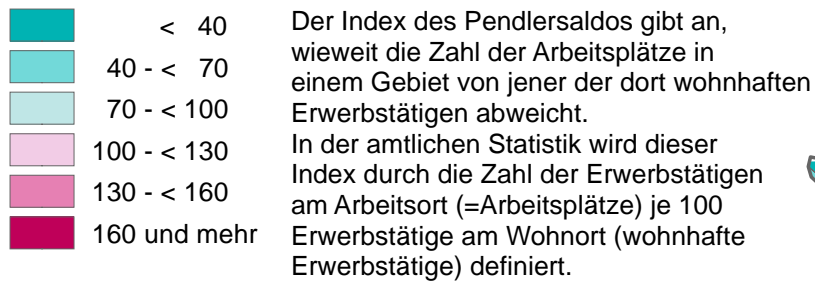 < 40
40 - < 70
70 - < 100
100 - < 130
130 - < 160
160 und mehr
Der Index des Pendlersaldos gibt an,
wieweit die Zahl der Arbeitsplätze in
einem Gebiet von jener der dort wohnhaften
Erwerbstätigen abweicht.
In der amtlichen Statistik wird dieser
Index durch die Zahl der Erwerbstätigen
am Arbeitsort (=Arbeitsplätze) je 100
Erwerbstätige am Wohnort (wohnhafte
Erwerbstätige) definiert.